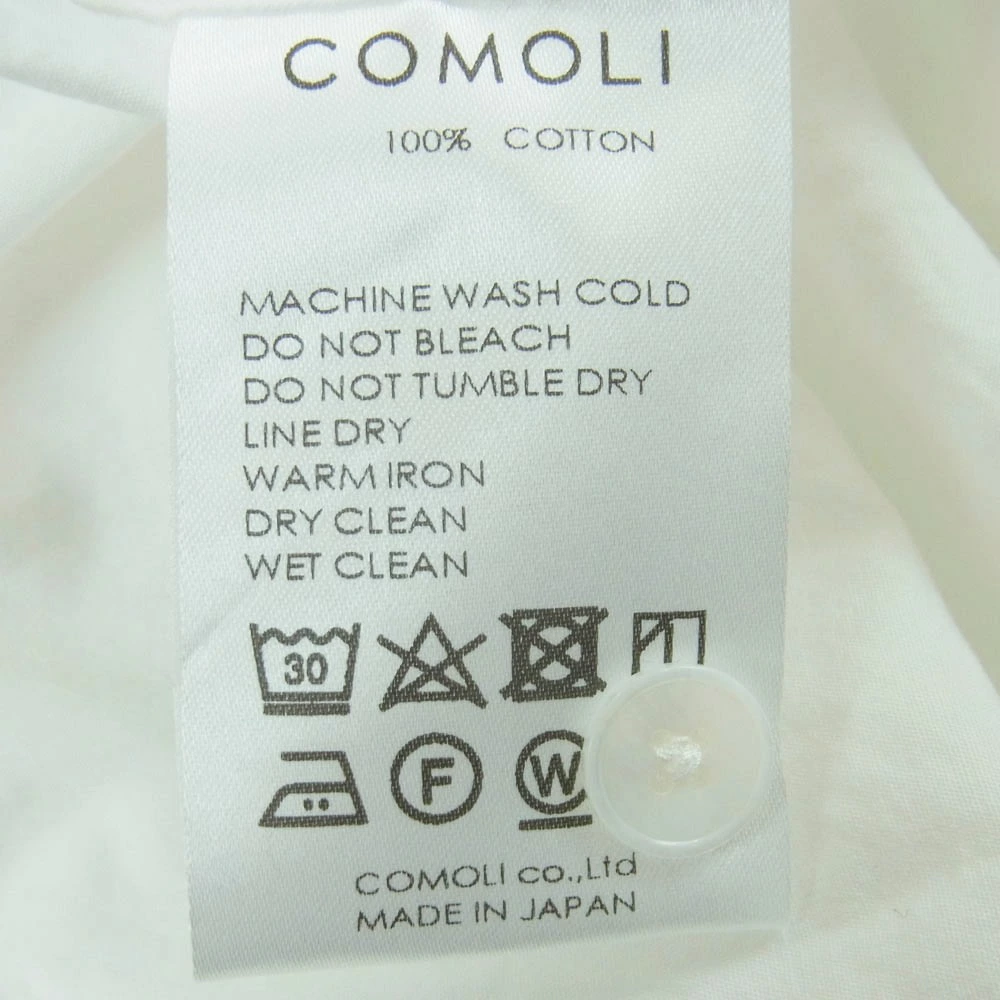 COMOLI
100% COTTON
MACHINE WASH COLD
DO NOT BLEACH
DO NOT TUMBLE DRY
LINE DRY
WARM IRON
DRY CLEAN
WET CLEAN
30
F W
COMOLI co.,Ltd
MADE IN JAPAN